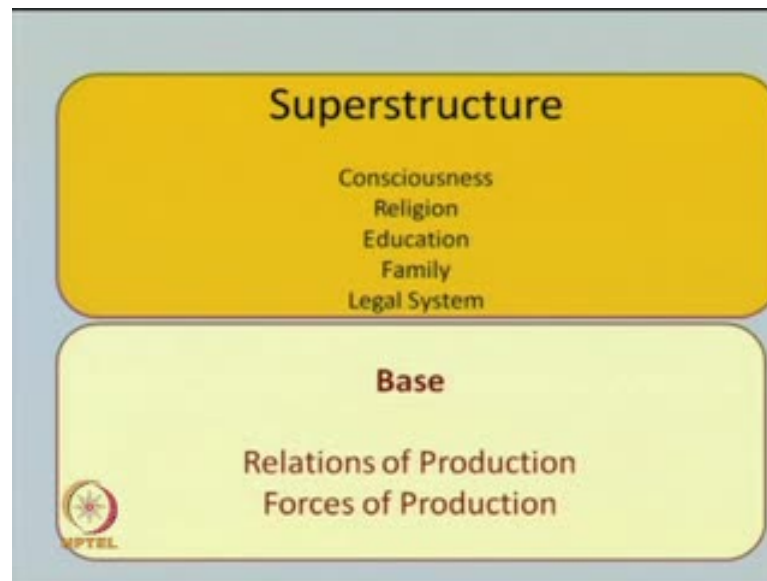 Superstructure
Consciousness
Religion
Education
Family
Legal System
Base
Relations of Production
Forces of Production
NPTEL